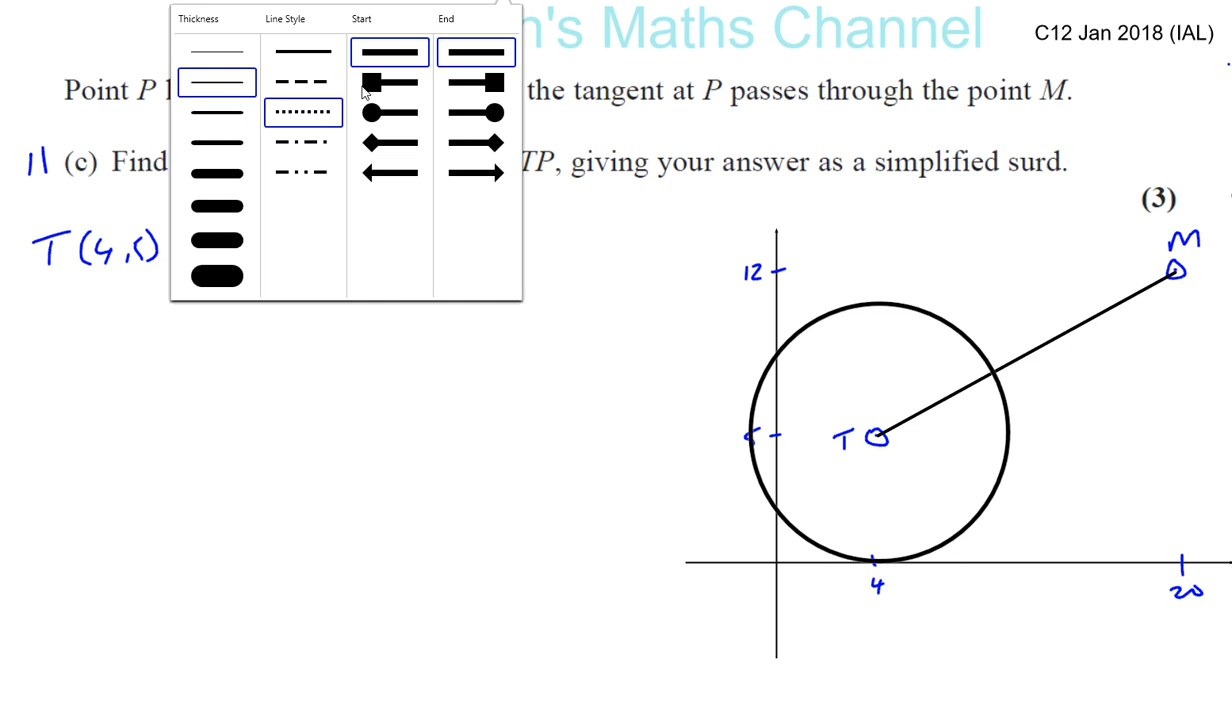 Thickness Line Style Start End
n's Maths Channel
C12 Jan 2018 (IAL)
Point P the tangent at P passes through the point M.
11 (c) Find TP, giving your answer as a simplified surd.
(3)
T (4,5)
M
12
5
T
4
20